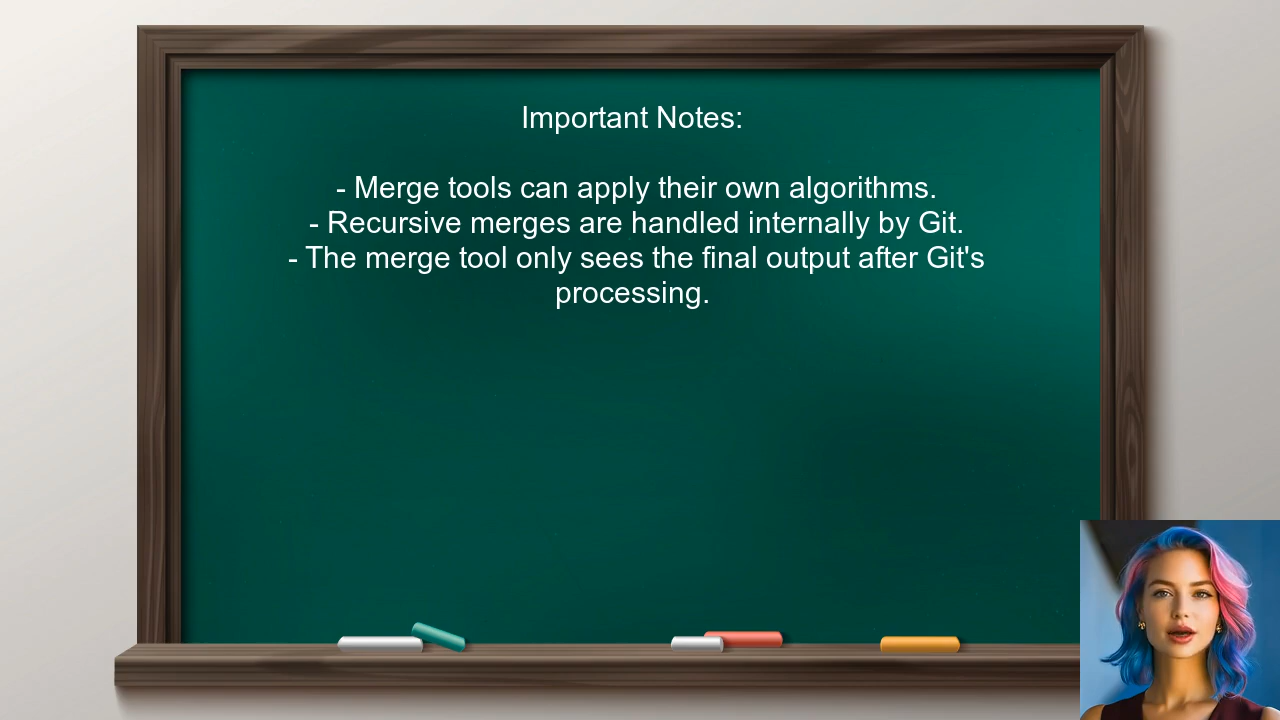 Important Notes:
- Merge tools can apply their own algorithms.
- Recursive merges are handled internally by Git.
- The merge tool only sees the final output after Git's
processing.